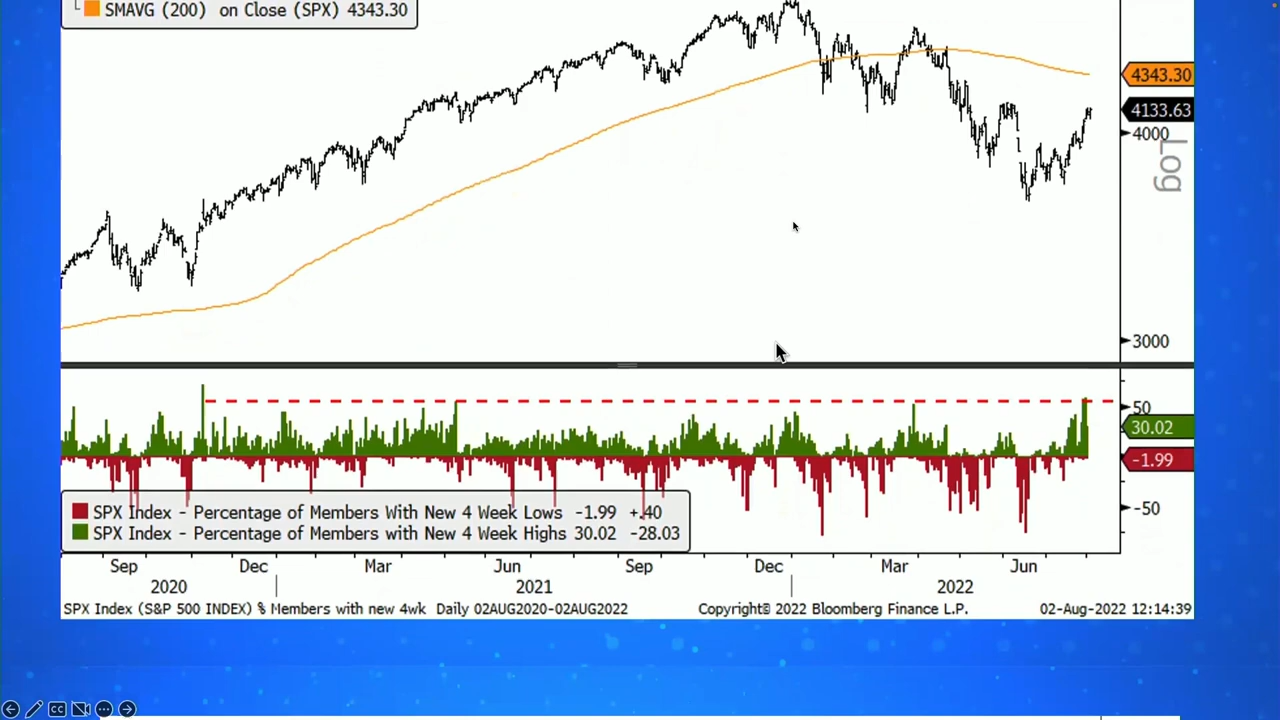 SMAVG (200) on Close (SPX) 4343.30
4343.30
4133.63
4000
Log
3000
50
30.02
-1.99
-50
SPX Index - Percentage of Members With New 4 Week Lows -1.99 +.40
SPX Index - Percentage of Members with New 4 Week Highs 30.02 -28.03
Sep Dec Mar Jun Sep Dec Mar Jun
2020 2021 2022
SPX Index (S&P 500 INDEX) % Members with new 4wk Daily 02AUG2020-02AUG2022 Copyright© 2022 Bloomberg Finance L.P. 02-Aug-2022 12:14:39
CC